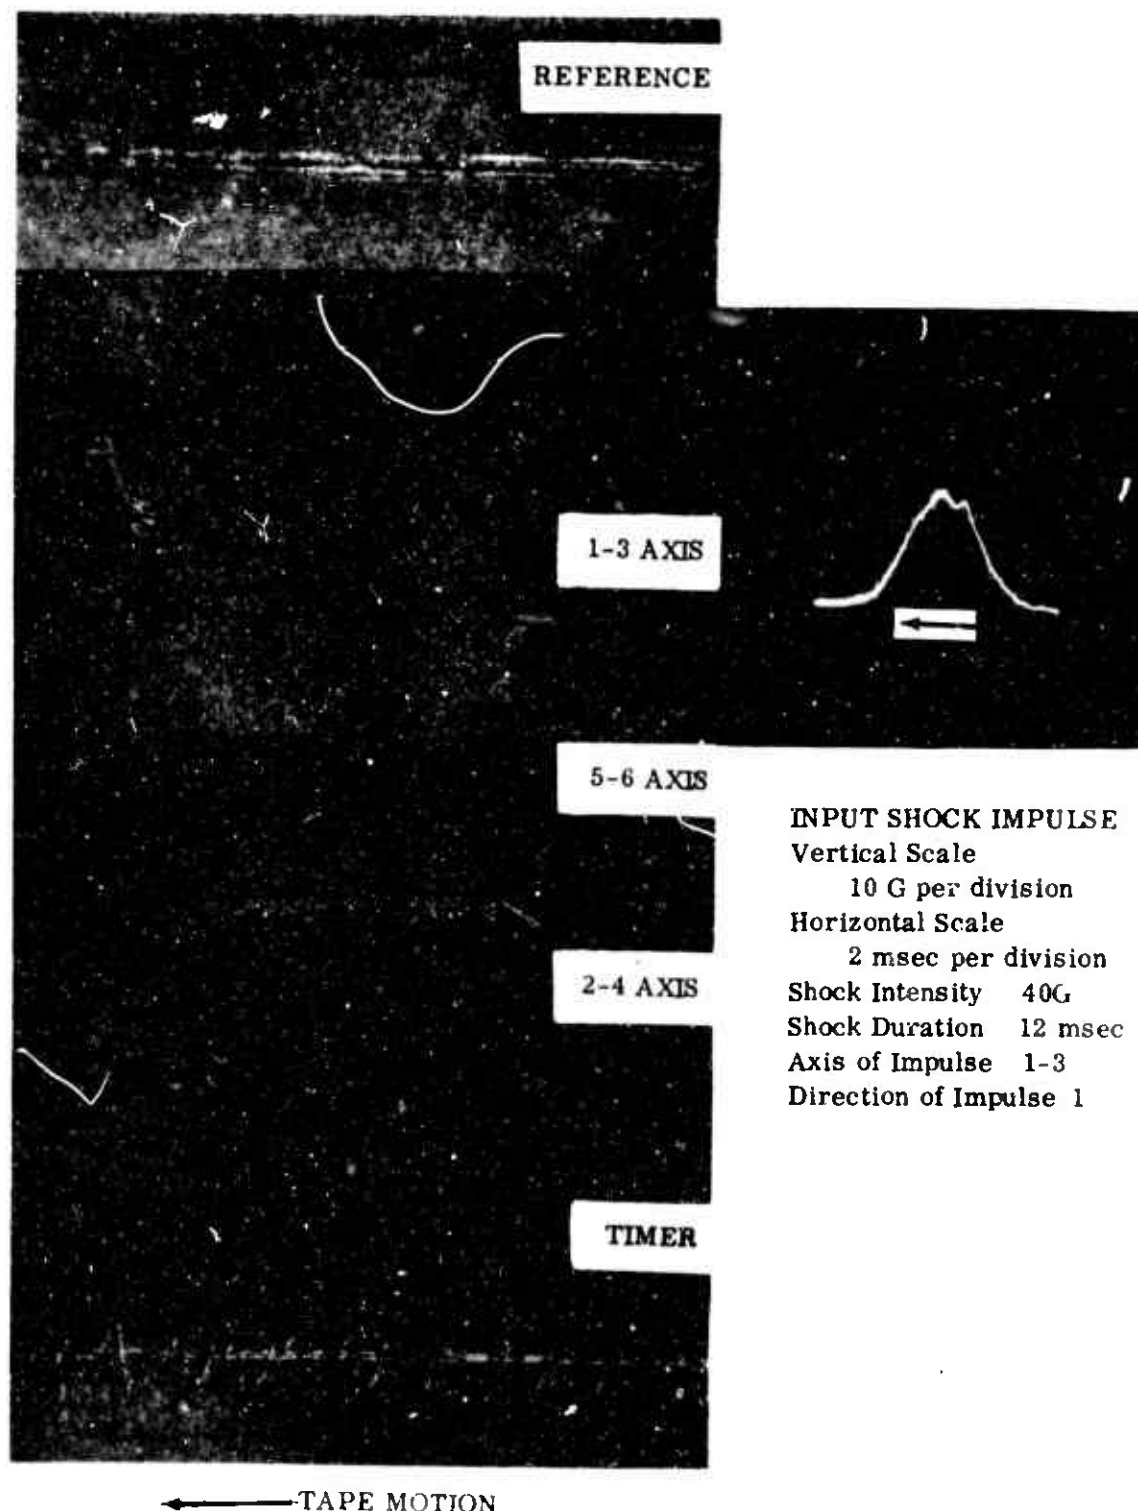 REFERENCE
1-3 AXIS
5-6 AXIS
2-4 AXIS
TIMER
INPUT SHOCK IMPULSE
Vertical Scale
10 G per division
Horizontal Scale
2 msec per division
Shock Intensity 40G
Shock Duration 12 msec
Axis of Impulse 1-3
Direction of Impulse 1
TAPE MOTION